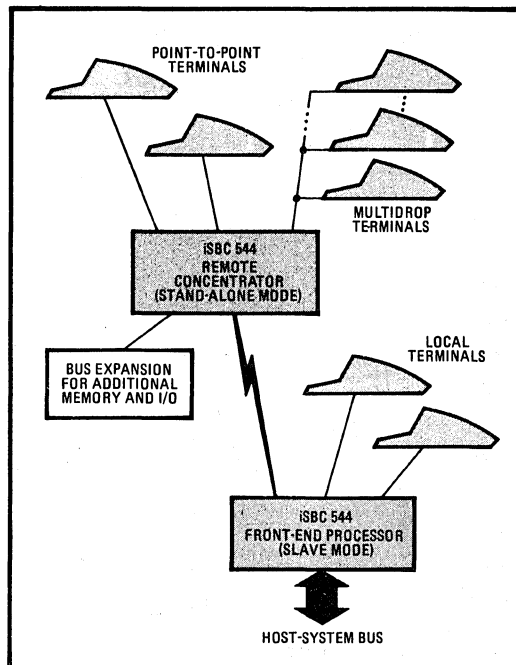 POINT-TO-POINT
TERMINALS
MULTIDROP
TERMINALS
iSBC 544
REMOTE
CONCENTRATOR
(STAND-ALONE MODE)
BUS EXPANSION
FOR ADDITIONAL
MEMORY AND I/O
LOCAL
TERMINALS
iSBC 544
FRONT-END PROCESSOR
(SLAVE MODE)
HOST-SYSTEM BUS